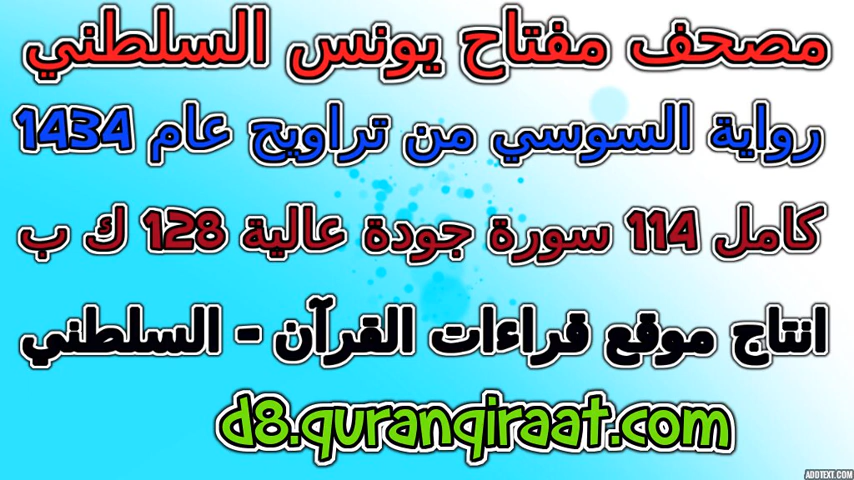 مصحف مفتاح يونس السلطني
رواية السوسي من تراويح عام 1434
كامل 114 سورة جودة عالية 128 ك ب
انتاج موقع قراءات القرآن - السلطني
d8.quranqiraat.com
ADDTEXT.COM